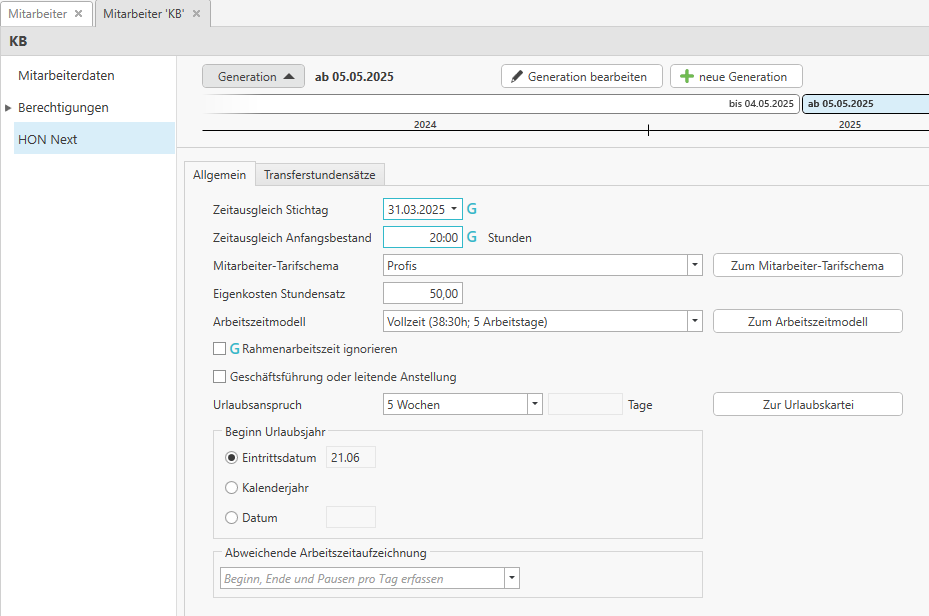 Mitarbeiter ×
Mitarbeiter 'KB' ×
KB
Mitarbeiterdaten
Berechtigungen
HON Next
Generation
ab 05.05.2025
Generation bearbeiten
neue Generation
bis 04.05.2025
ab 05.05.2025
2024
2025
Allgemein
Transferstundensätze
Zeitausgleich Stichtag 31.03.2025 G
Zeitausgleich Anfangsbestand 20:00 G Stunden
Mitarbeiter-Tarifschema Profis Zum Mitarbeiter-Tarifschema
Eigenkosten Stundensatz 50,00
Arbeitszeitmodell Vollzeit (38:30h; 5 Arbeitstage) Zum Arbeitszeitmodell
G Rahmenarbeitszeit ignorieren
Geschäftsführung oder leitende Anstellung
Urlaubsanspruch 5 Wochen Tage Zur Urlaubskartei
Beginn Urlaubsjahr
Eintrittsdatum 21.06
Kalenderjahr
Datum
Abweichende Arbeitszeitaufzeichnung
Beginn, Ende und Pausen pro Tag erfassen